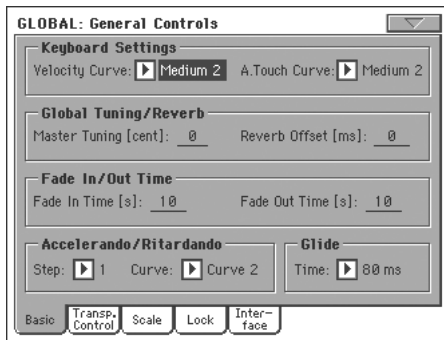 GLOBAL: General Controls
Keyboard Settings
Velocity Curve: Medium 2 A.Touch Curve: Medium 2
Global Tuning/Reverb
Master Tuning [cent]: 0 Reverb Offset [ms]: 0
Fade In/Out Time
Fade In Time [s]: 10 Fade Out Time [s]: 10
Accelerando/Ritardando Glide
Step: 1 Curve: Curve 2 Time: 80 ms
Basic Transp. Control Scale Lock Inter-face